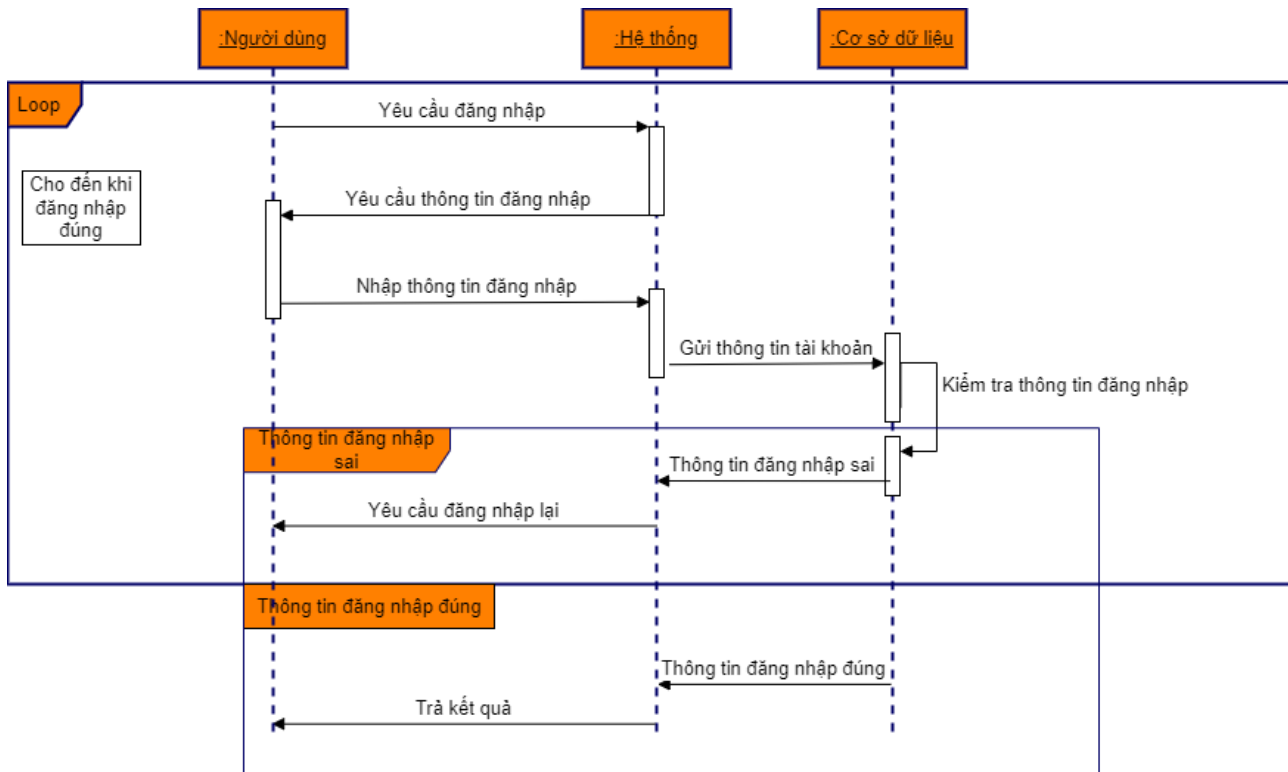 :Người dùng
:Hệ thống
:Cơ sở dữ liệu
Loop
Yêu cầu đăng nhập
Cho đến khi
đăng nhập
đúng
Yêu cầu thông tin đăng nhập
Nhập thông tin đăng nhập
Gửi thông tin tài khoản
Kiểm tra thông tin đăng nhập
Thông tin đăng nhập
sai
Thông tin đăng nhập sai
Yêu cầu đăng nhập lại
Thông tin đăng nhập đúng
Thông tin đăng nhập đúng
Trả kết quả